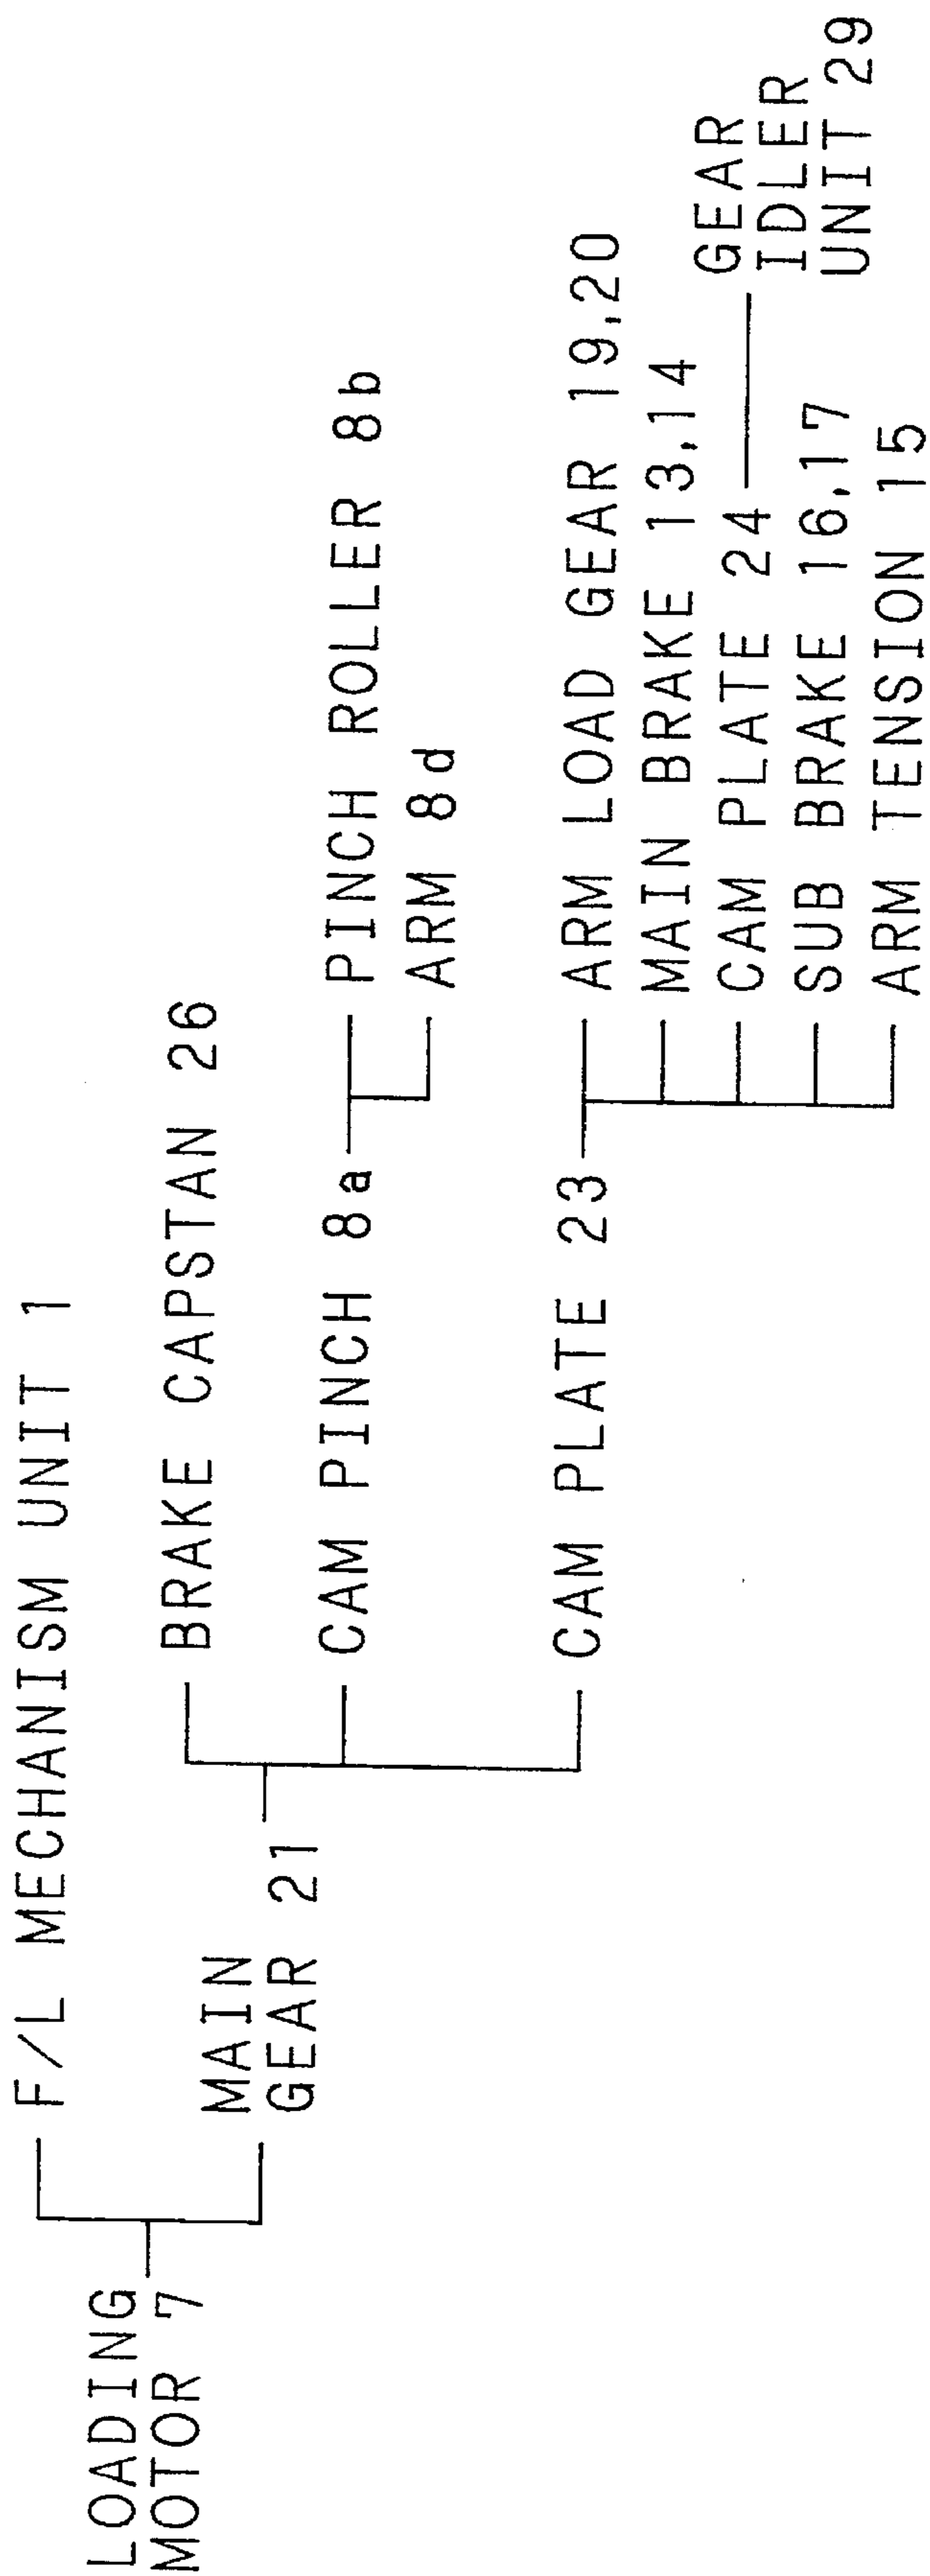 LOADING
MOTOR 7
F/L MECHANISM UNIT 1
MAIN
GEAR 21
BRAKE CAPSTAN 26
CAM PINCH 8a
PINCH ROLLER 8b
ARM 8d
CAM PLATE 23
ARM LOAD GEAR 19,20
MAIN BRAKE 13,14
CAM PLATE 24
GEAR
IDLER
UNIT 29
SUB BRAKE 16,17
ARM TENSION 15